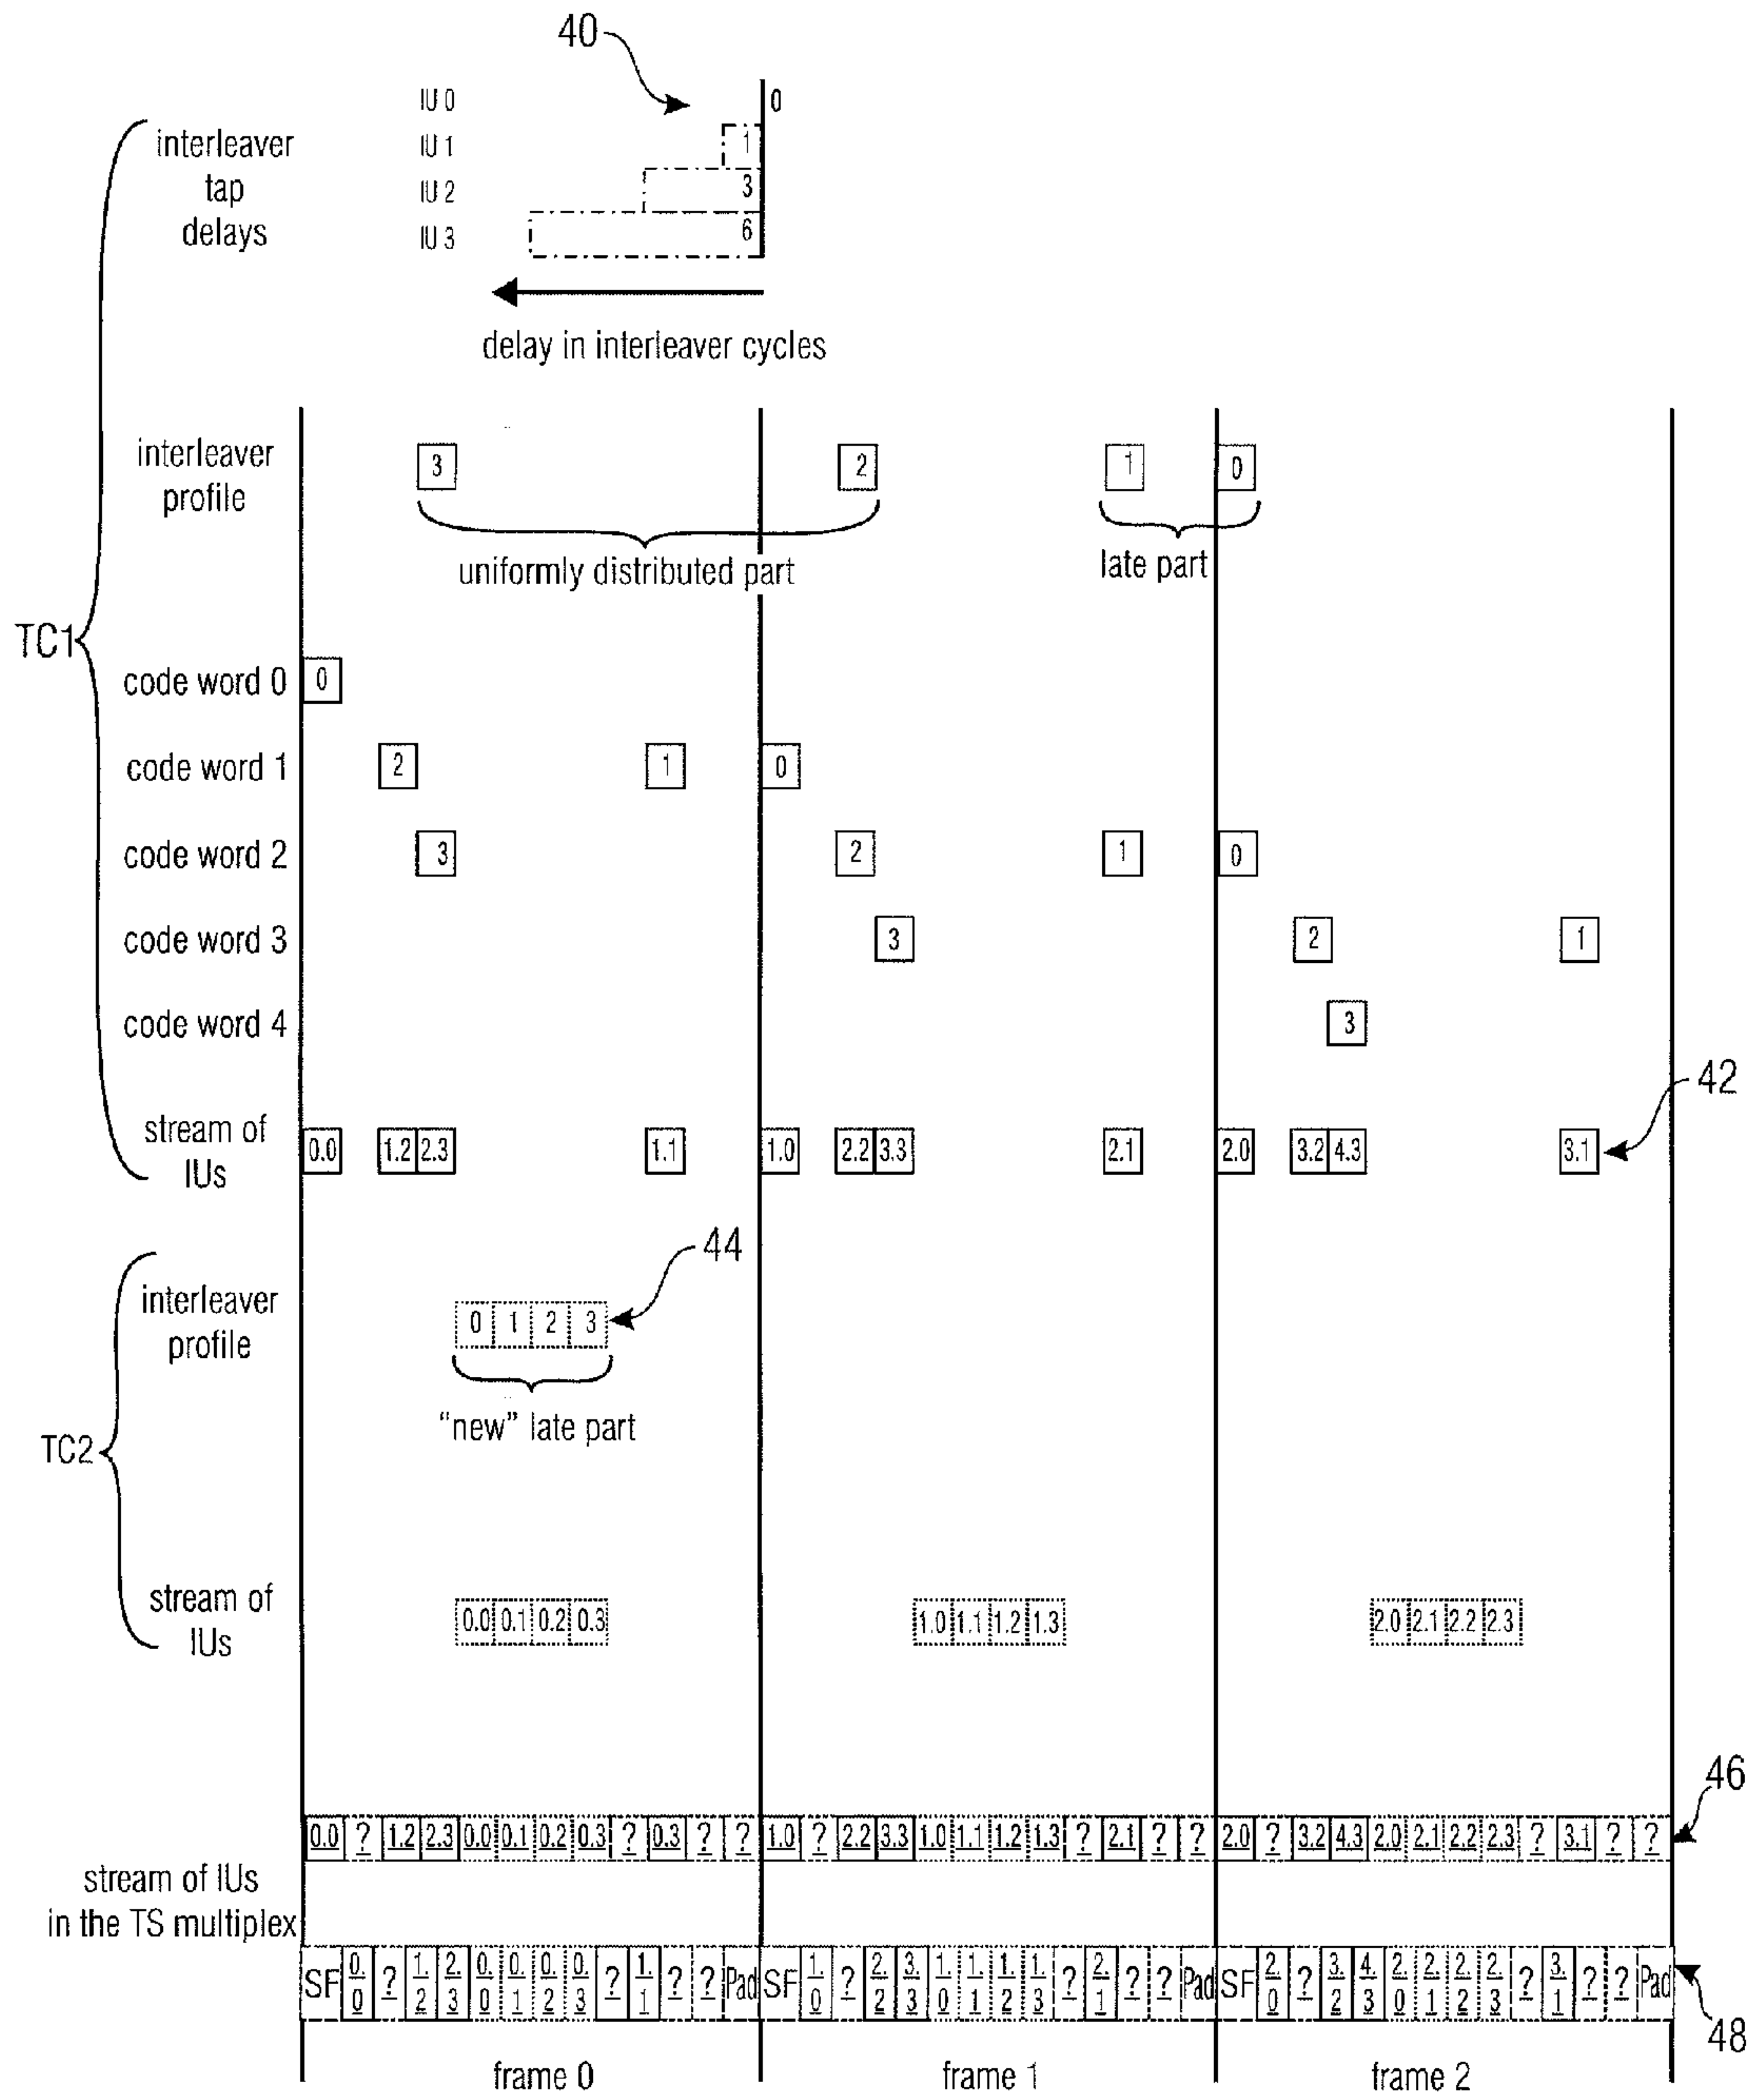 40
IU 0 0
interleaver
tap
delays
IU 1 1
IU 2 3
IU 3 6
delay in interleaver cycles
TC1
interleaver
profile
3 2 1 0
uniformly distributed part
late part
code word 0 0
code word 1 2 1 0
code word 2 3 2 1 0
code word 3 3 2 1
code word 4 3
42
stream of
IUs
0.0 1.2 2.3 1.1 1.0 2.2 3.3 2.1 2.0 3.2 4.3 3.1
44
TC2
interleaver
profile
0 1 2 3
“new” late part
stream of
IUs
0.0 0.1 0.2 0.3 1.0 1.1 1.2 1.3 2.0 2.1 2.2 2.3
46
0.0 ? 1.2 2.3 0.0 0.1 0.2 0.3 ? 0.3 ? ? 1.0 ? 2.2 3.3 1.0 1.1 1.2 1.3 ? 2.1 ? ? 2.0 ? 3.2 4.3 2.0 2.1 2.2 2.3 ? 3.1 ? ?
stream of IUs
in the TS multiplex
SF 0.0 ? 1.2 2.3 0.0 0.1 0.2 0.3 ? 1.1 ? ? Pad SF 1.0 ? 2.2 3.3 1.0 1.1 1.2 1.3 ? 2.1 ? ? Pad SF 2.0 ? 3.2 4.3 2.0 2.1 2.2 2.3 ? 3.1 ? ? Pad
48
frame 0 frame 1 frame 2